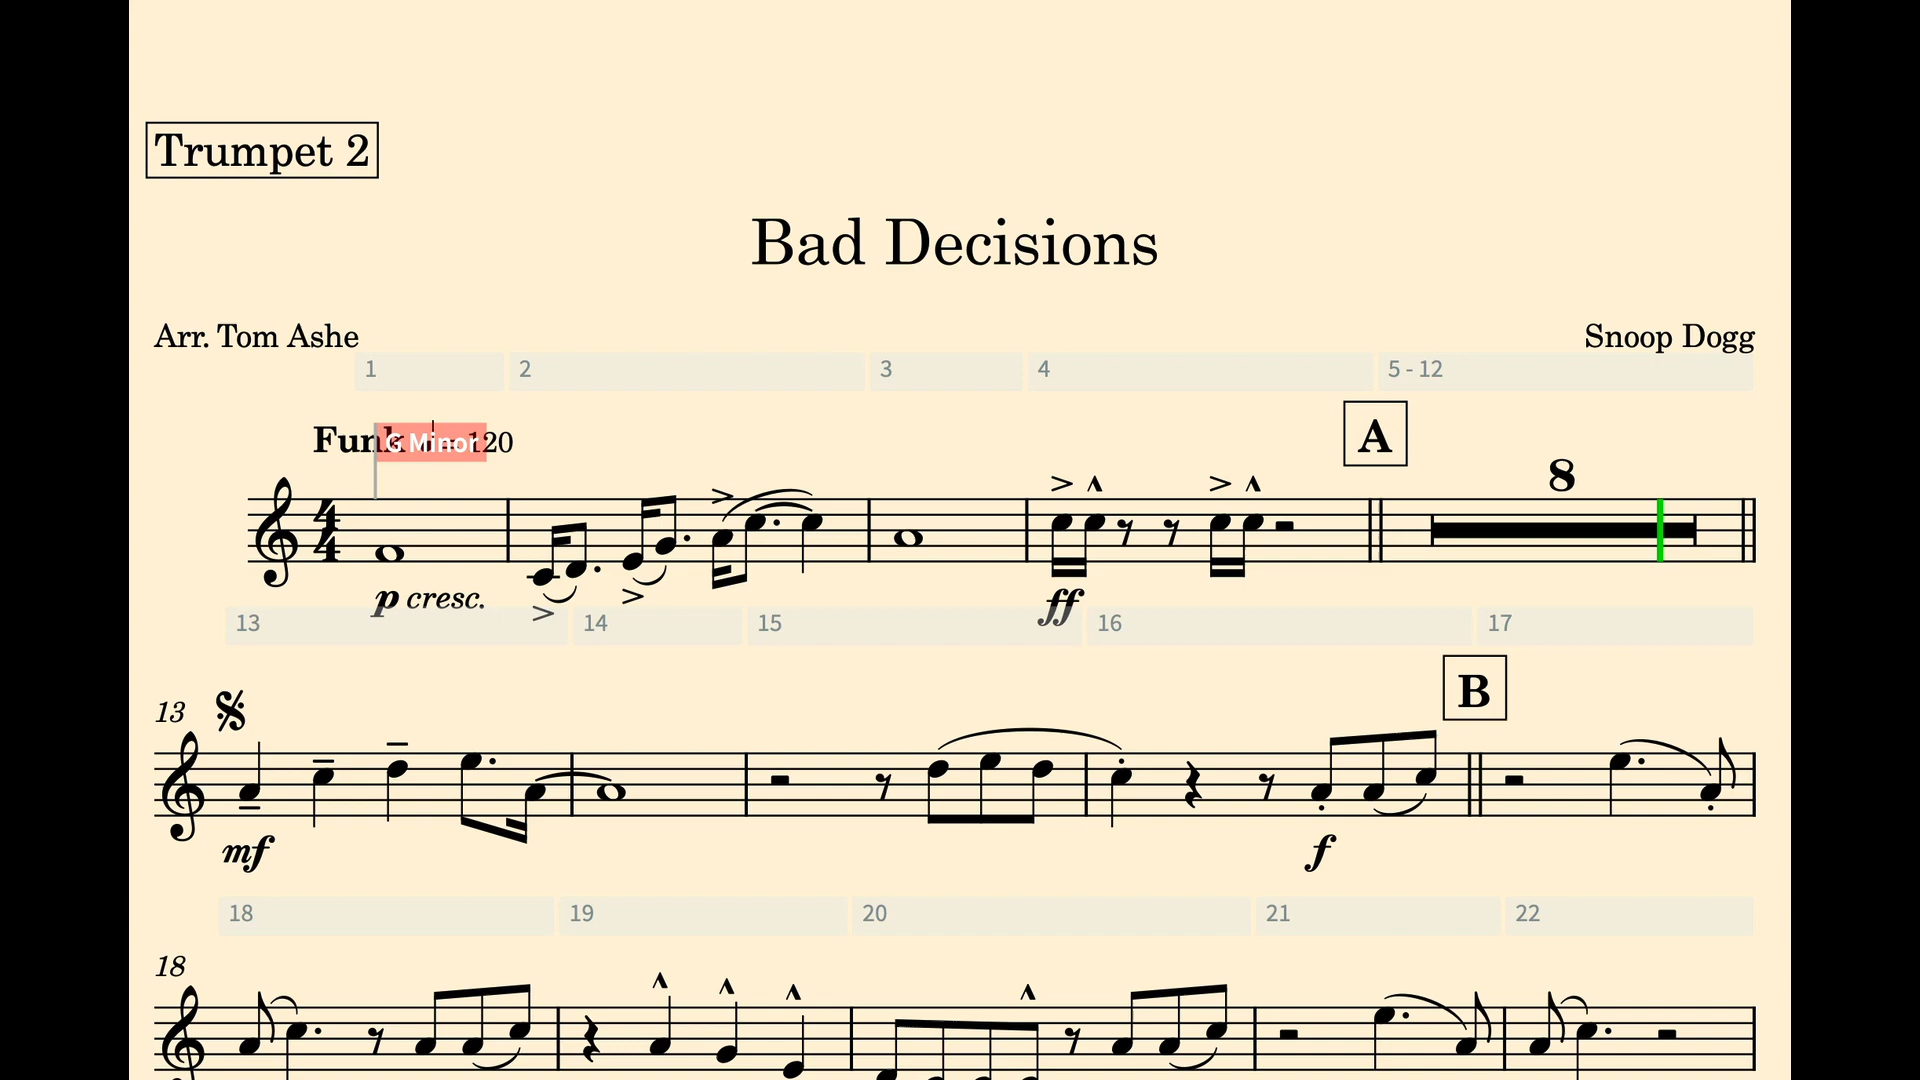 Trumpet 2
Bad Decisions
Arr. Tom Ashe
Snoop Dogg
1 2 3 4 5 - 12
A
Funk ♩ = 120
G Minor
8
p cresc.
ff
13 14 15 16 17
B
13
mf
f
18 19 20 21 22
18